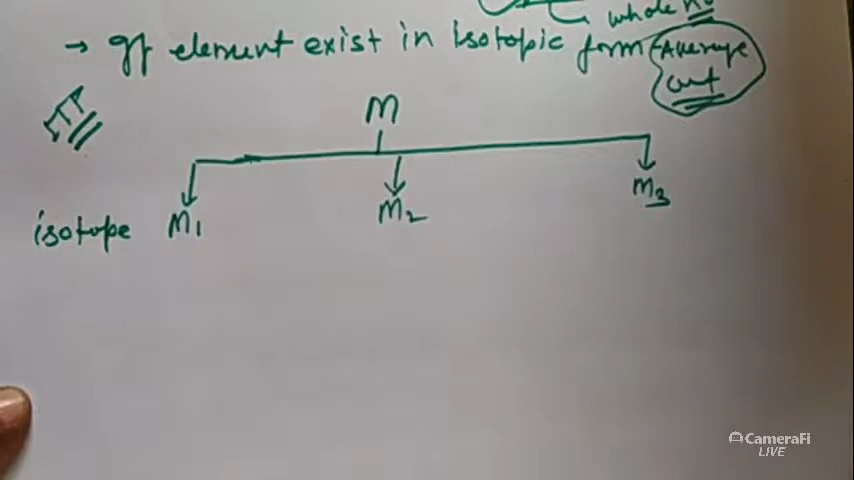 whole no
→ If element exist in isotopic form - Average
out
M
isotope M1 M2 M3
CameraFi
LIVE